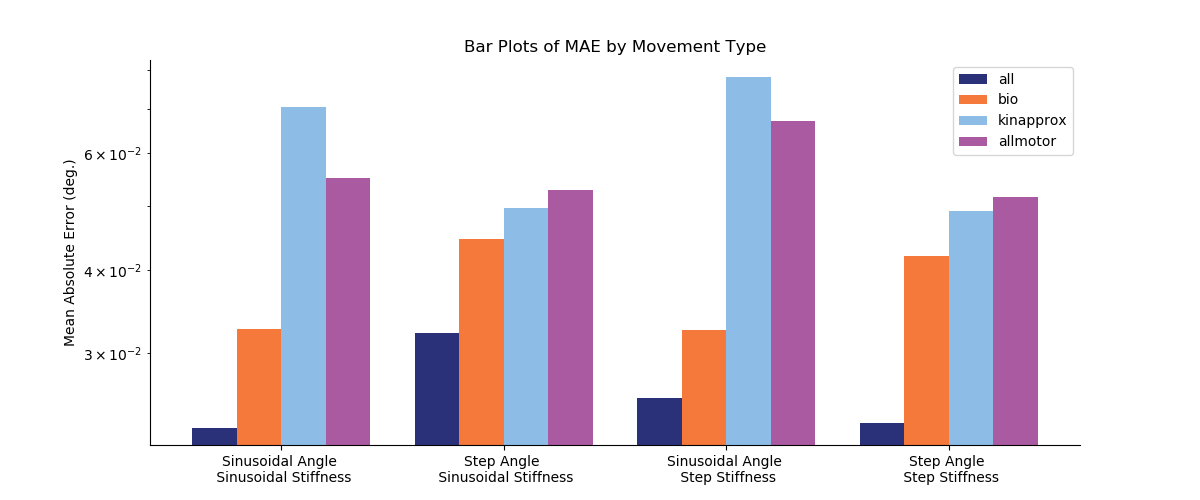 Bar Plots of MAE by Movement Type
all
bio
kinapprox
allmotor
Mean Absolute Error (deg.)
6 × 10⁻²
4 × 10⁻²
3 × 10⁻²
Sinusoidal Angle
Sinusoidal Stiffness
Step Angle
Sinusoidal Stiffness
Sinusoidal Angle
Step Stiffness
Step Angle
Step Stiffness